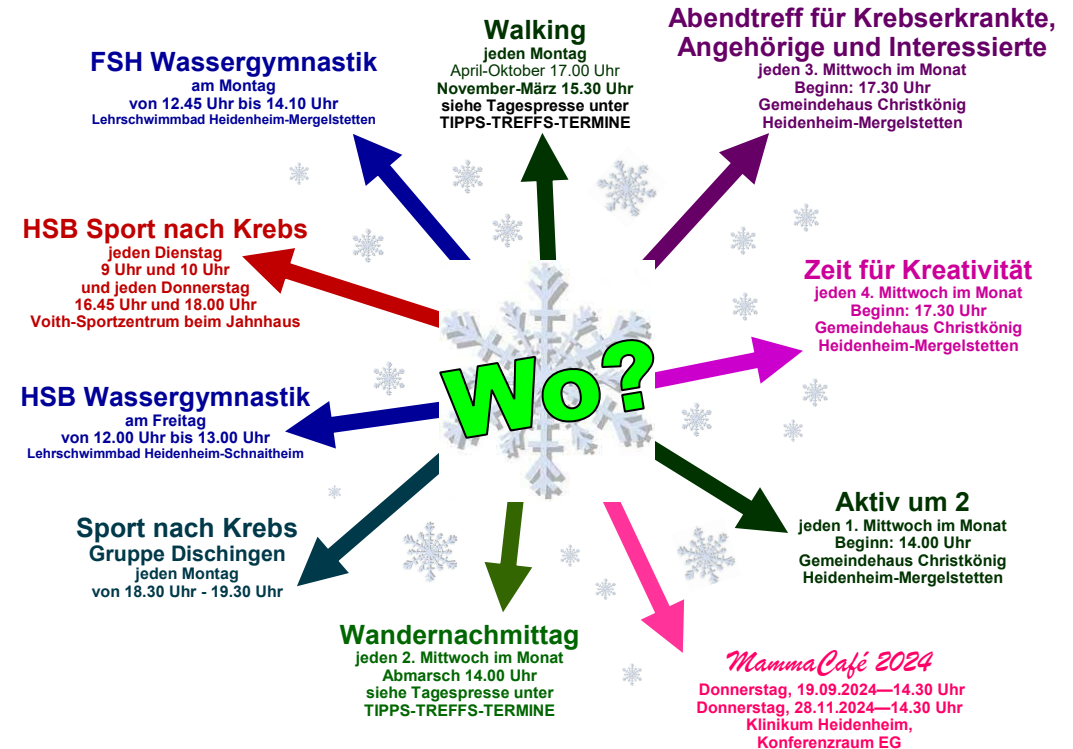 FSH Wassergymnastik
am Montag
von 12.45 Uhr bis 14.10 Uhr
Lehrschwimmbad Heidenheim-Mergelstetten
Walking
jeden Montag
April-Oktober 17.00 Uhr
November-März 15.30 Uhr
siehe Tagespresse unter
TIPPS-TREFFS-TERMINE
Abendtreff für Krebserkrankte,
Angehörige und Interessierte
jeden 3. Mittwoch im Monat
Beginn: 17.30 Uhr
Gemeindehaus Christkönig
Heidenheim-Mergelstetten
HSB Sport nach Krebs
jeden Dienstag
9 Uhr und 10 Uhr
und jeden Donnerstag
16.45 Uhr und 18.00 Uhr
Voith-Sportzentrum beim Jahnhaus
Zeit für Kreativität
jeden 4. Mittwoch im Monat
Beginn: 17.30 Uhr
Gemeindehaus Christkönig
Heidenheim-Mergelstetten
Wo?
HSB Wassergymnastik
am Freitag
von 12.00 Uhr bis 13.00 Uhr
Lehrschwimmbad Heidenheim-Schnaitheim
Aktiv um 2
jeden 1. Mittwoch im Monat
Beginn: 14.00 Uhr
Gemeindehaus Christkönig
Heidenheim-Mergelstetten
Sport nach Krebs
Gruppe Dischingen
jeden Montag
von 18.30 Uhr - 19.30 Uhr
Wandernachmittag
jeden 2. Mittwoch im Monat
Abmarsch 14.00 Uhr
siehe Tagespresse unter
TIPPS-TREFFS-TERMINE
MammaCafé 2024
Donnerstag, 19.09.2024—14.30 Uhr
Donnerstag, 28.11.2024—14.30 Uhr
Klinikum Heidenheim,
Konferenzraum EG